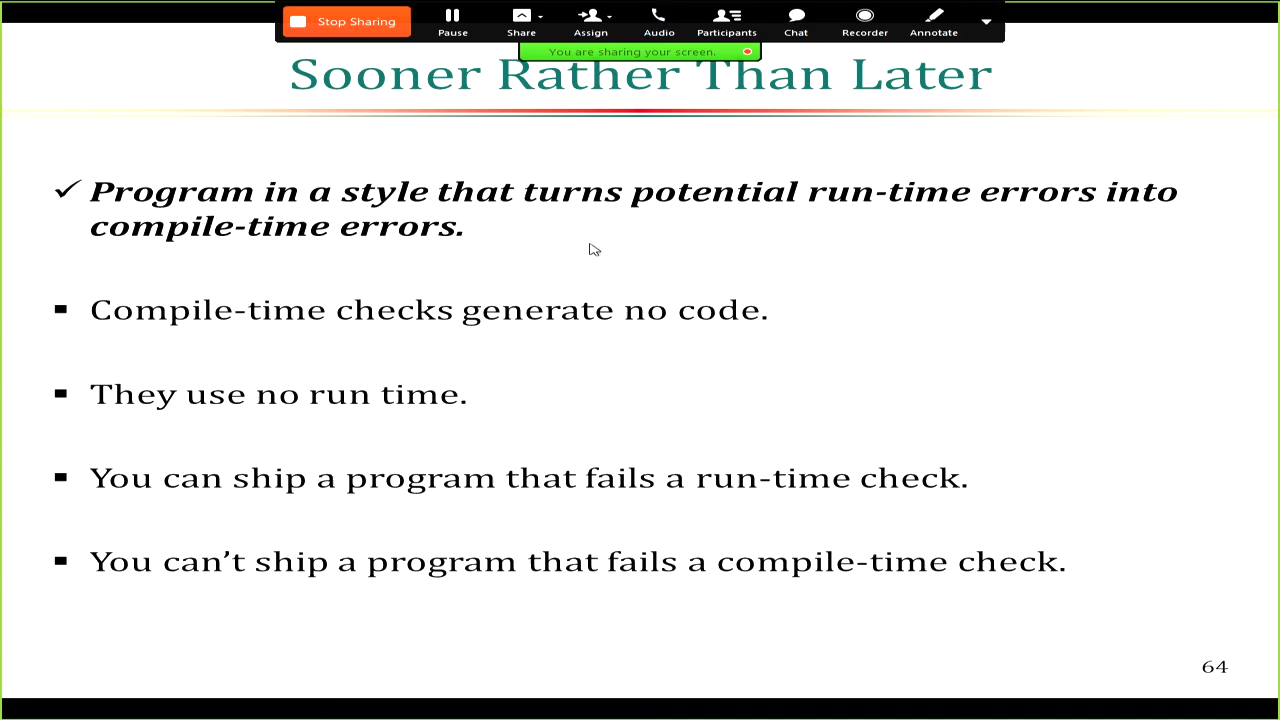 Stop Sharing
Pause
Share
Assign
Audio
Participants
Chat
Recorder
Annotate
You are sharing your screen.
Sooner Rather Than Later
✓ Program in a style that turns potential run-time errors into
compile-time errors.
▪ Compile-time checks generate no code.
▪ They use no run time.
▪ You can ship a program that fails a run-time check.
▪ You can’t ship a program that fails a compile-time check.
64